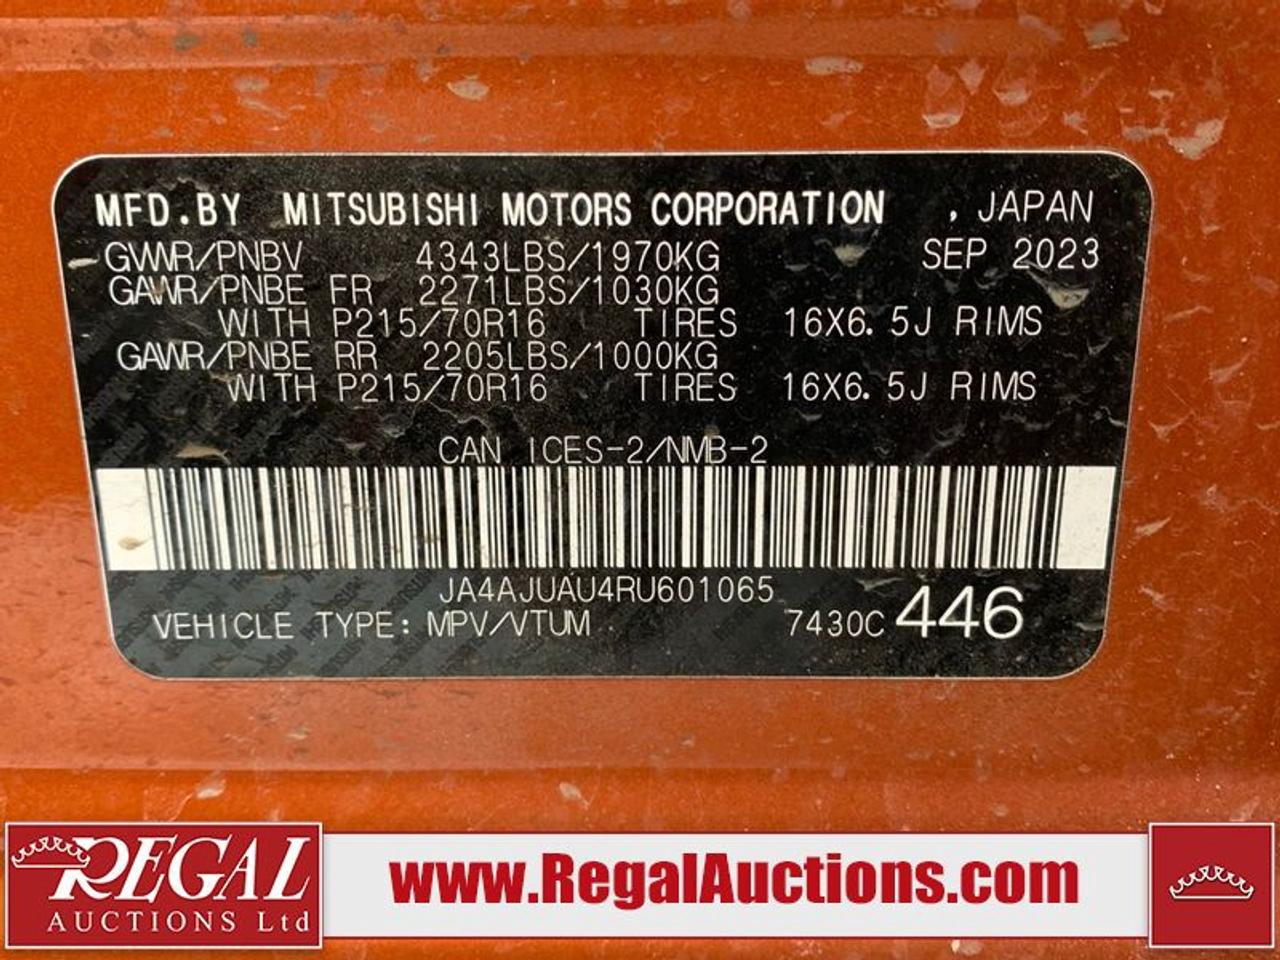 MFD.BY MITSUBISHI MOTORS CORPORATION , JAPAN
GVWR/PNBV 4343LBS/1970KG SEP 2023
GAWR/PNBE FR 2271LBS/1030KG
WITH P215/70R16 TIRES 16X6.5J RIMS
GAWR/PNBE RR 2205LBS/1000KG
WITH P215/70R16 TIRES 16X6.5J RIMS
CAN ICES-2/NMB-2
JA4AJUAU4RU601065
VEHICLE TYPE: MPV/VTUM 7430C 446
REGAL
AUCTIONS Ltd
www.RegalAuctions.com